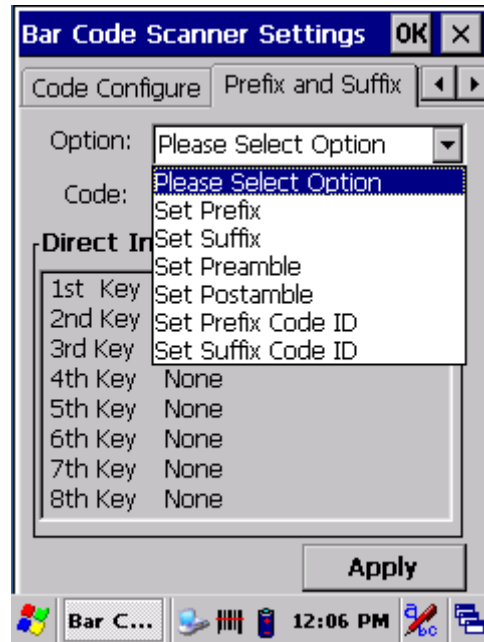 Bar Code Scanner Settings OK
Code Configure Prefix and Suffix
Option: Please Select Option
Please Select Option
Code:
Set Prefix
Set Suffix
Direct In
Set Preamble
1st Key
Set Postamble
2nd Key
Set Prefix Code ID
3rd Key
Set Suffix Code ID
4th Key None
5th Key None
6th Key None
7th Key None
8th Key None
Apply
Bar C... 12:06 PM